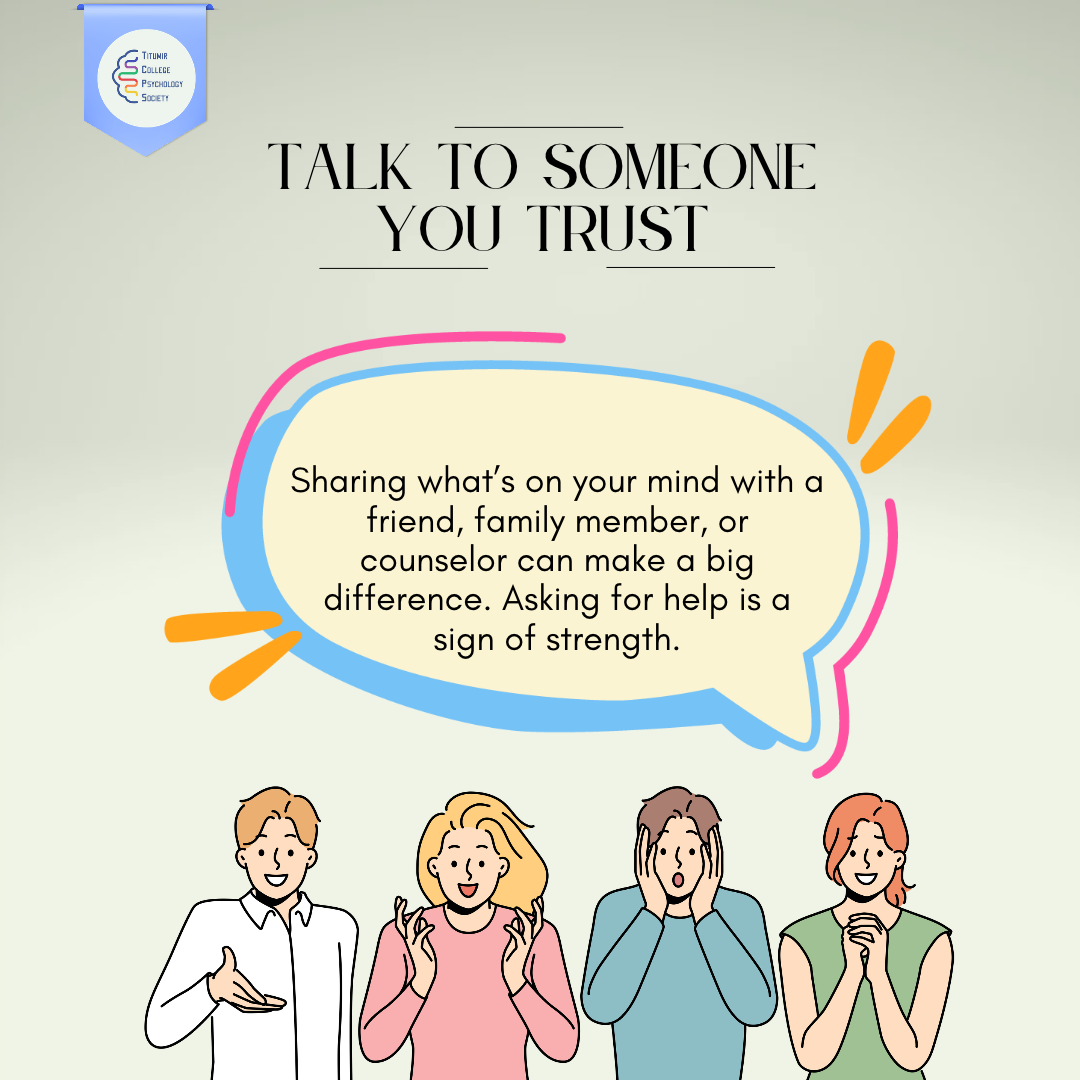 Titumir
College
Psychology
Society
TALK TO SOMEONE
YOU TRUST
Sharing what’s on your mind with a
friend, family member, or
counselor can make a big
difference. Asking for help is a
sign of strength.